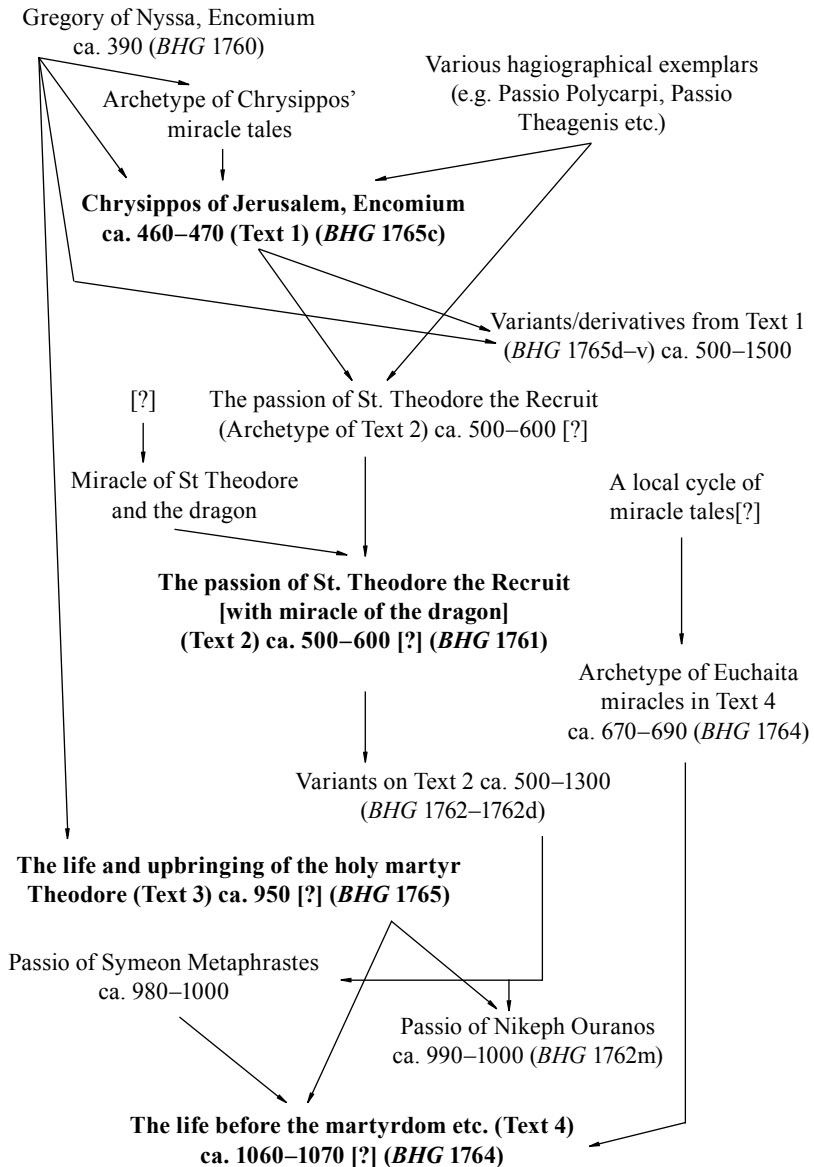 Gregory of Nyssa, Encomium
ca. 390 (BHG 1760)
Various hagiographical exemplars
(e.g. Passio Polycarpi, Passio
Theagenis etc.)
Archetype of Chrysippos’
miracle tales
Chrysippos of Jerusalem, Encomium
ca. 460–470 (Text 1) (BHG 1765c)
Variants/derivatives from Text 1
(BHG 1765d–v) ca. 500–1500
[?]
The passion of St. Theodore the Recruit
(Archetype of Text 2) ca. 500–600 [?]
Miracle of St Theodore
and the dragon
A local cycle of
miracle tales[?]
The passion of St. Theodore the Recruit
[with miracle of the dragon]
(Text 2) ca. 500–600 [?] (BHG 1761)
Archetype of Euchaita
miracles in Text 4
ca. 670–690 (BHG 1764)
Variants on Text 2 ca. 500–1300
(BHG 1762–1762d)
The life and upbringing of the holy martyr
Theodore (Text 3) ca. 950 [?] (BHG 1765)
Passio of Symeon Metaphrastes
ca. 980–1000
Passio of Nikeph Ouranos
ca. 990–1000 (BHG 1762m)
The life before the martyrdom etc. (Text 4)
ca. 1060–1070 [?] (BHG 1764)